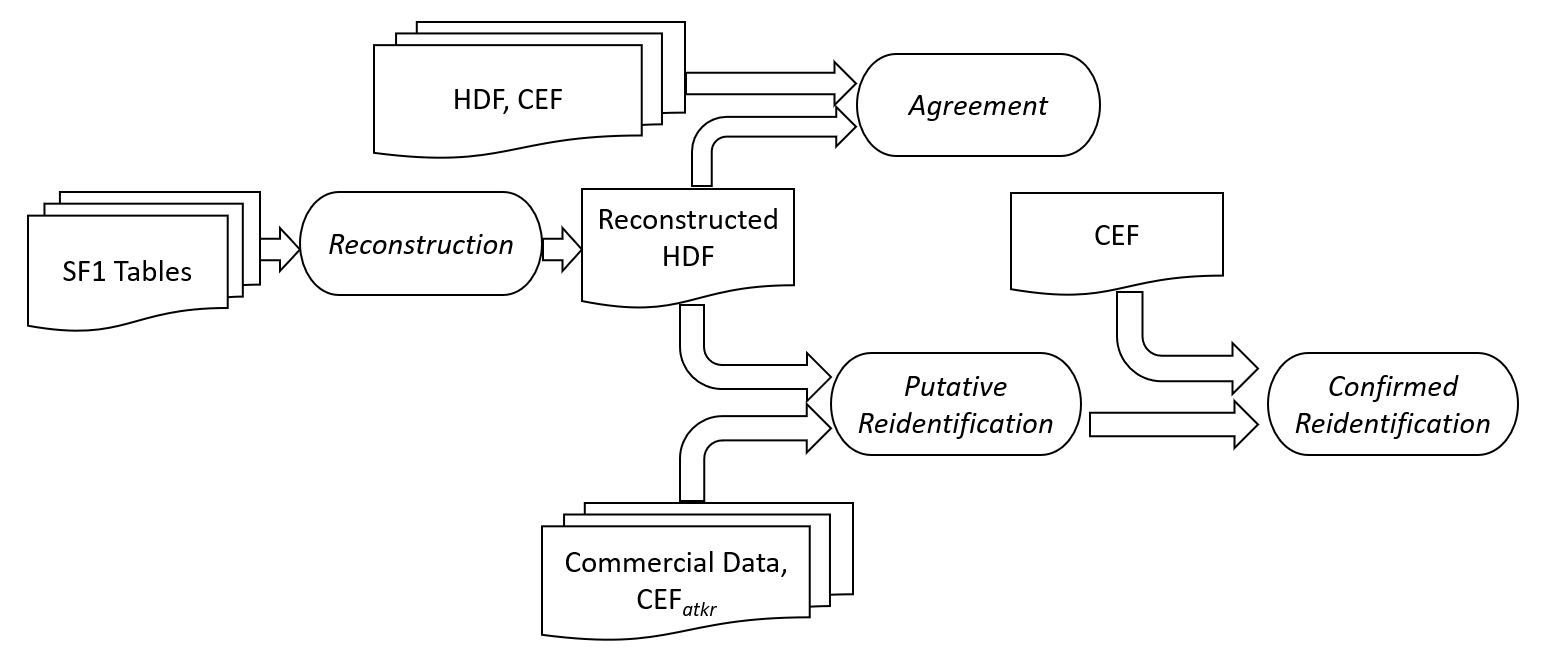 HDF, CEF
Agreement
SF1 Tables
Reconstruction
Reconstructed
HDF
CEF
Putative
Reidentification
Confirmed
Reidentification
Commercial Data,
CEFatkr